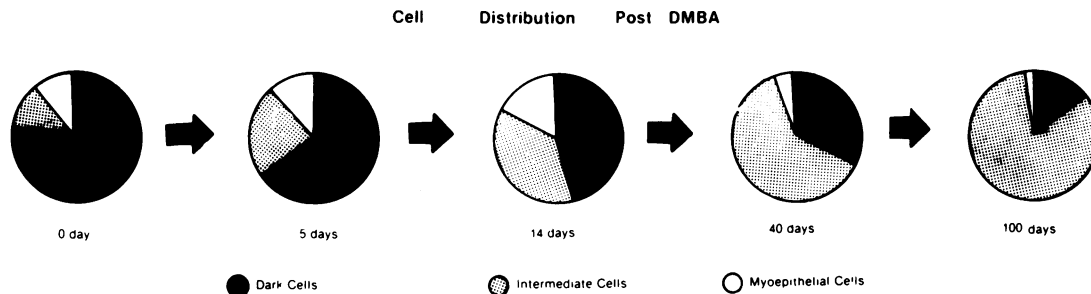 Cell Distribution Post DMBA
0 day
5 days
14 days
40 days
100 days
Dark Cells
Intermediate Cells
Myoepithelial Cells